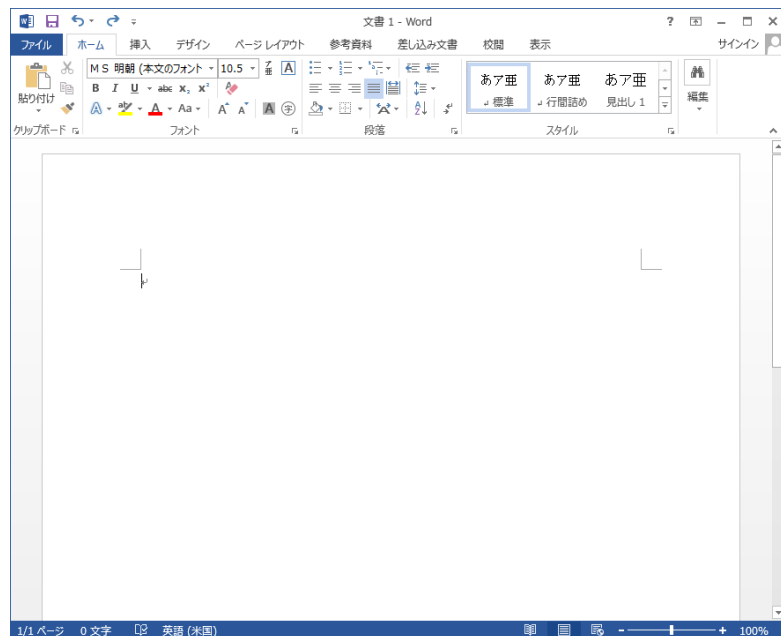 文書 1 - Word
ファイル ホーム 挿入 デザイン ページ レイアウト 参考資料 差し込み文書 校閲 表示 サインイン
貼り付け
ＭＳ 明朝 (本文のフォント 10.5
B I U abc x₂ x² Aa A A A 字
あア亜 あア亜 あア亜
標準 行間詰め 見出し 1
編集
クリップボード フォント 段落 スタイル
1/1 ページ 0 文字 英語 (米国) 100%